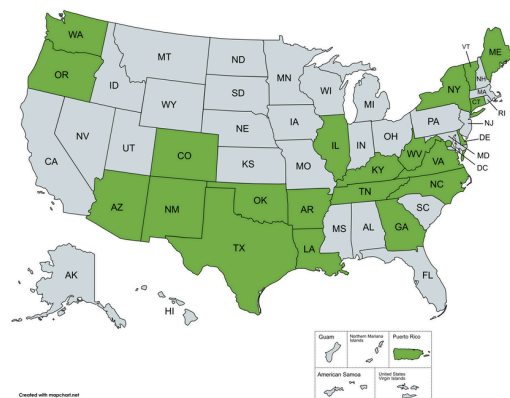 WA
OR
CA
NV
ID
MT
WY
UT
AZ
CO
NM
ND
SD
NE
KS
OK
TX
MN
IA
MO
AR
LA
WI
IL
MI
IN
OH
KY
TN
MS
AL
GA
FL
SC
NC
VA
WV
PA
NY
VT
NH
ME
MA
CT
RI
NJ
DE
MD
DC
AK
HI
Guam
Northern Mariana
Islands
Puerto Rico
American Samoa
United States
Virgin Islands
Created with mapchart.net